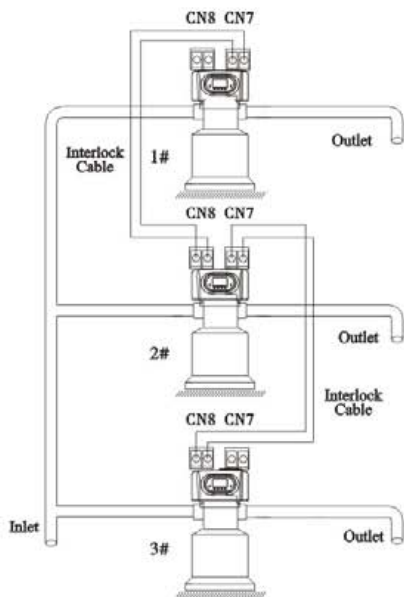 CN8 CN7
Outlet
Interlock
Cable
1#
CN8 CN7
Outlet
2#
Interlock
Cable
CN8 CN7
Inlet
Outlet
3#